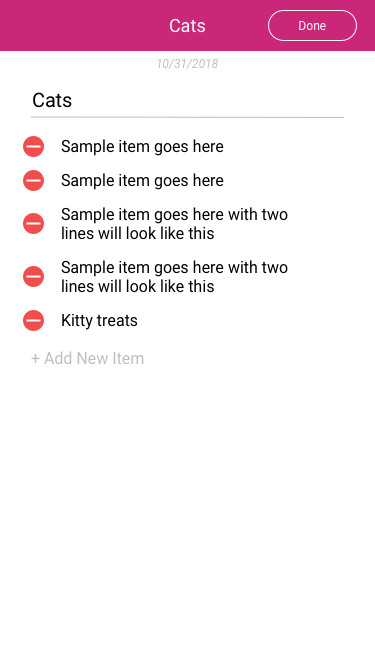 Cats
Done
10/31/2018
Cats
Sample item goes here
Sample item goes here
Sample item goes here with two
lines will look like this
Sample item goes here with two
lines will look like this
Kitty treats
+ Add New Item